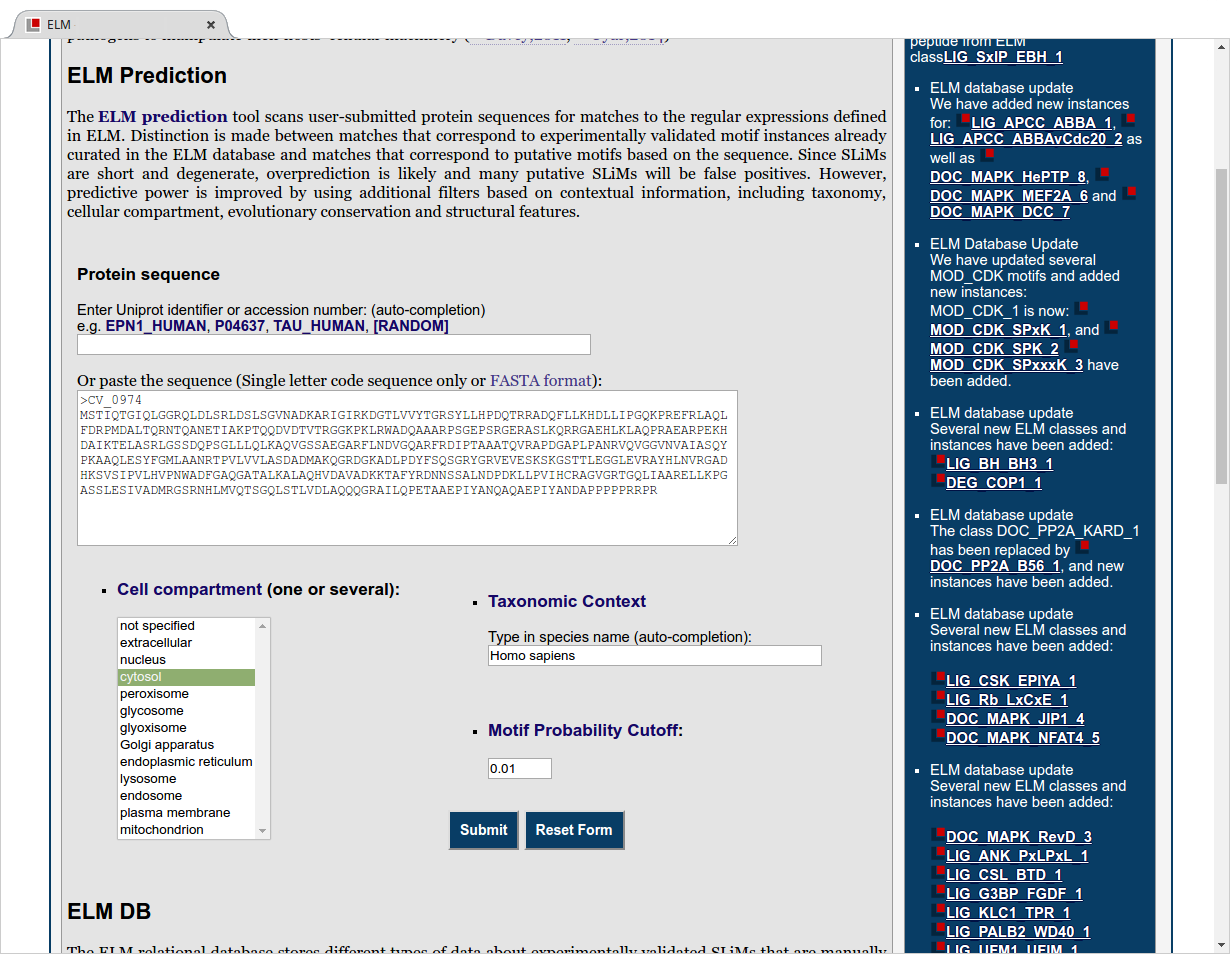 ELM
ELM Prediction
The ELM prediction tool scans user-submitted protein sequences for matches to the regular expressions defined
in ELM. Distinction is made between matches that correspond to experimentally validated motif instances already
curated in the ELM database and matches that correspond to putative motifs based on the sequence. Since SLiMs
are short and degenerate, overprediction is likely and many putative SLiMs will be false positives. However,
predictive power is improved by using additional filters based on contextual information, including taxonomy,
cellular compartment, evolutionary conservation and structural features.
Protein sequence
Enter Uniprot identifier or accession number: (auto-completion)
e.g. EPN1_HUMAN, P04637, TAU_HUMAN, [RANDOM]
Or paste the sequence (Single letter code sequence only or FASTA format):
>CV_0974
MSTIQTGIQLGGRQLDLSRLDSLSGVNADKARIGIRKDGTLVVYTGRSYLLHPDQTRRADQFLLKHDLLIPGQKPREFRLAQL
FDRPMDALTQRNTQANETIAKPTQQDVDTVTRGGKPKLRWADQAAARPSGEPSRGERASLKQRRGAEHLKLAQPRAEARPEKH
DAIKTELASRLGSSDQPSGLLLQLKAQVGSSAEGARFLNDVGQARFRDIPTAAATQVRAPDGAPLPANRVQVGGVNVAIASQY
PKAAQLESYFGMLAANRTPVLVVLASDADMAKQGRDGKADLPDYFSQSGRYGRVEVESKSKGSTTLEGGLEVRAYHLNVRGAD
HKSVSIPVLHVPNWADFGAQGATALKALAQHVDAVADKKTAFYRDNNSSALNDPDKLLPVIHCRAGVGRTGQLIAARELLKPG
ASSLESIVADMRGSRNHLMVQTSGQLSTLVDLAQQQGRAILQPETAAEPIYANQAQAEPIYANDAPPPPPRRPR
Cell compartment (one or several):
not specified
extracellular
nucleus
cytosol
peroxisome
glycosome
glyoxisome
Golgi apparatus
endoplasmic reticulum
lysosome
endosome
plasma membrane
mitochondrion
Taxonomic Context
Type in species name (auto-completion):
Homo sapiens
Motif Probability Cutoff:
0.01
Submit Reset Form
ELM DB
The ELM relational database stores different types of data about experimentally validated SLiMs that are manually
peptide from ELM
classLIG_SxIP_EBH_1
ELM database update
We have added new instances
for: LIG_APCC_ABBA_1,
LIG_APCC_ABBAvCdc20_2 as
well as
DOC_MAPK_HePTP_8,
DOC_MAPK_MEF2A_6 and
DOC_MAPK_DCC_7
ELM Database Update
We have updated several
MOD_CDK motifs and added
new instances:
MOD_CDK_1 is now:
MOD_CDK_SPxK_1, and
MOD_CDK_SPK_2
MOD_CDK_SPxxxK_3 have
been added.
ELM database update
Several new ELM classes and
instances have been added:
LIG_BH_BH3_1
DEG_COP1_1
ELM database update
The class DOC_PP2A_KARD_1
has been replaced by
DOC_PP2A_B56_1, and new
instances have been added.
ELM database update
Several new ELM classes and
instances have been added:
LIG_CSK_EPIYA_1
LIG_Rb_LxCxE_1
DOC_MAPK_JIP1_4
DOC_MAPK_NFAT4_5
ELM database update
Several new ELM classes and
instances have been added:
DOC_MAPK_RevD_3
LIG_ANK_PxLPxL_1
LIG_CSL_BTD_1
LIG_G3BP_FGDF_1
LIG_KLC1_TPR_1
LIG_PALB2_WD40_1
LIG_UFM1_UFIM_1